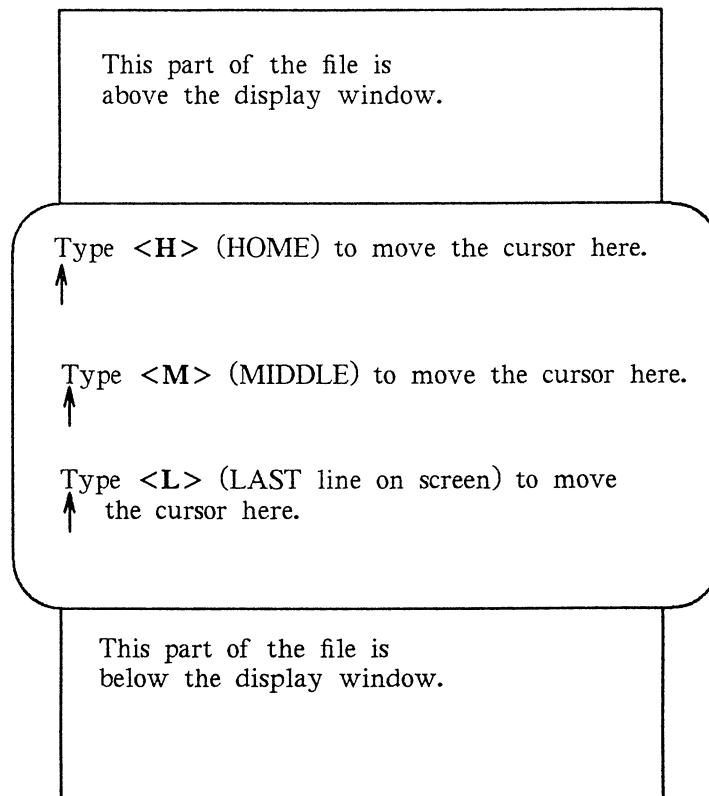 This part of the file is
above the display window.
Type <H> (HOME) to move the cursor here.
Type <M> (MIDDLE) to move the cursor here.
Type <L> (LAST line on screen) to move
the cursor here.
This part of the file is
below the display window.